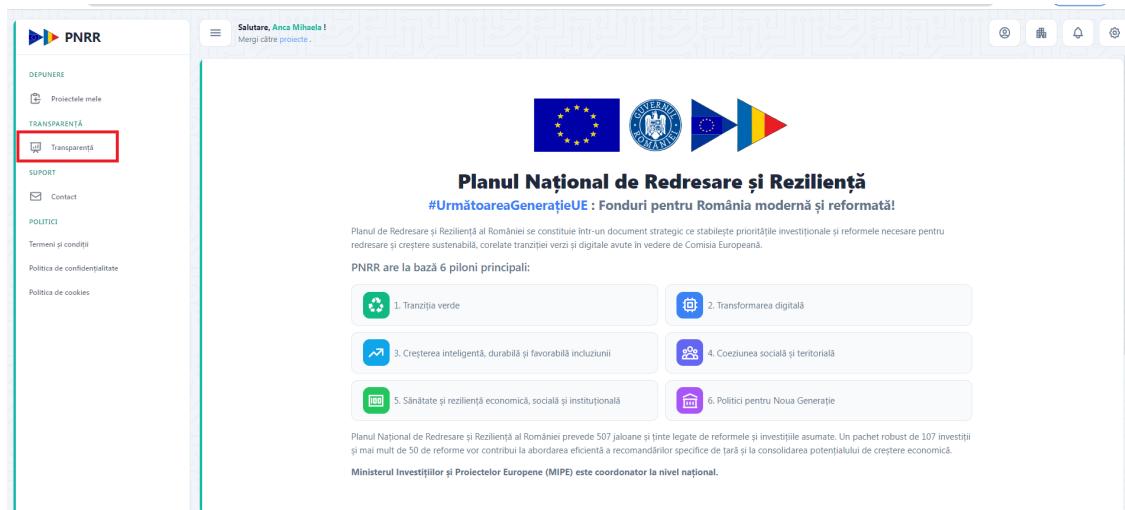 PNRR
DEPUNERE
Proiectele mele
TRANSPARENȚĂ
Transparență
SUPORT
Contact
POLITICI
Termeni și condiții
Politica de confidențialitate
Politica de cookies
Salutare, Anca Mihaela !
Mergi către proiecte .
GUVERNUL ROMÂNIEI
Planul Național de Redresare și Reziliență
#UrmătoareaGenerațieUE : Fonduri pentru România modernă și reformată!
Planul de Redresare și Reziliență al României se constituie într-un document strategic ce stabilește prioritățile investiționale și reformele necesare pentru
redresare și creștere sustenabilă, corelate tranziției verzi și digitale avute în vedere de Comisia Europeană.
PNRR are la bază 6 piloni principali:
1. Tranziția verde
2. Transformarea digitală
3. Creșterea inteligentă, durabilă și favorabilă incluziunii
4. Coeziunea socială și teritorială
5. Sănătate și reziliență economică, socială și instituțională
6. Politici pentru Noua Generație
Planul Național de Redresare și Reziliență al României prevede 507 jaloane și ținte legate de reformele și investițiile asumate. Un pachet robust de 107 investiții
și mai mult de 50 de reforme vor contribui la abordarea eficientă a recomandărilor specifice de țară și la consolidarea potențialului de creștere economică.
Ministerul Investițiilor și Proiectelor Europene (MIPE) este coordonator la nivel național.